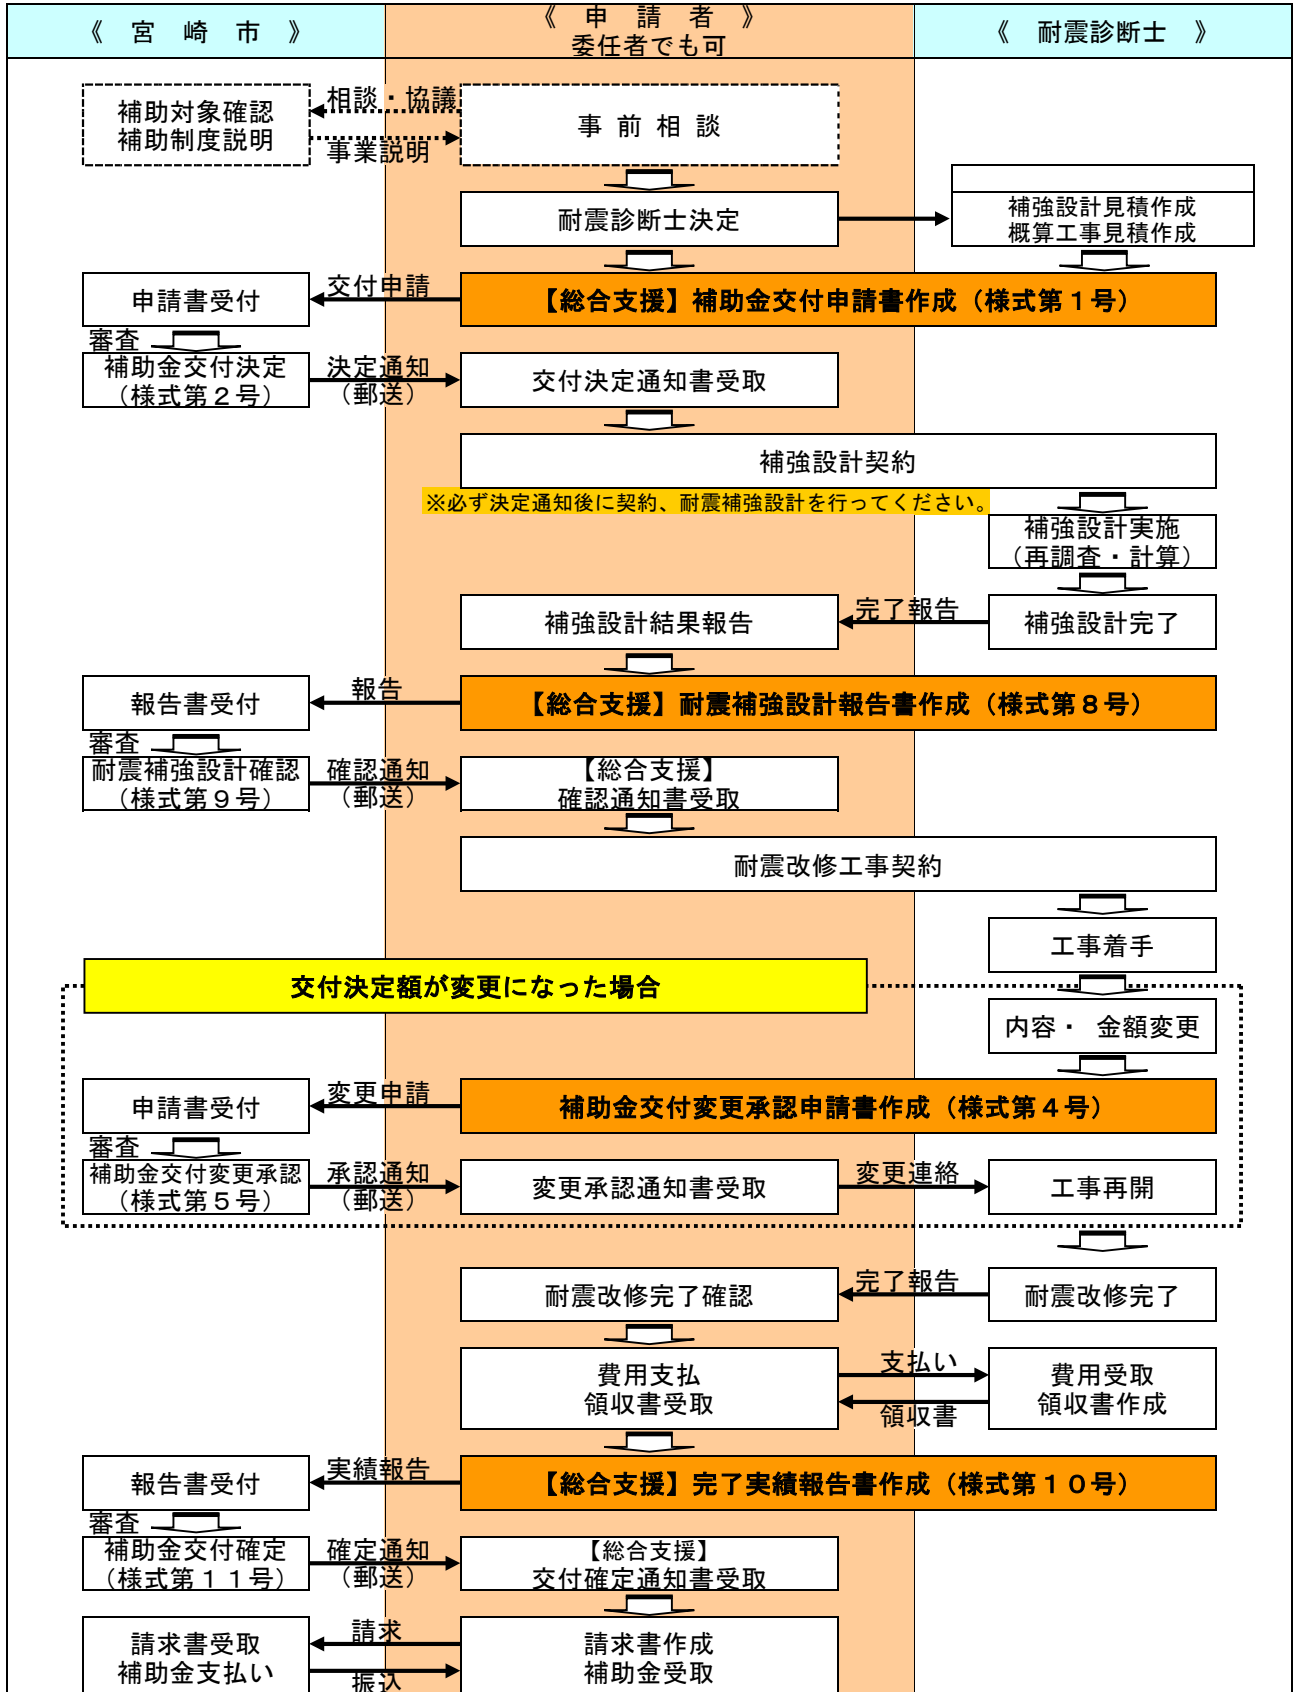 《　宮　崎　市　》
《　申　請　者　》
委任者でも可
《　耐震診断士　》
補助対象確認
補助制度説明
相談・協議
事業説明
事 前 相 談
耐震診断士決定
補強設計見積作成
概算工事見積作成
申請書受付
交付申請
【総合支援】補助金交付申請書作成（様式第１号）
審査
補助金交付決定
（様式第２号）
決定通知
（郵送）
交付決定通知書受取
補強設計契約
※必ず決定通知後に契約、耐震補強設計を行ってください。
補強設計実施
（再調査・計算）
補強設計結果報告
完了報告
補強設計完了
報告書受付
報告
【総合支援】耐震補強設計報告書作成（様式第８号）
審査
耐震補強設計確認
（様式第９号）
確認通知
（郵送）
【総合支援】
確認通知書受取
耐震改修工事契約
工事着手
交付決定額が変更になった場合
内容・ 金額変更
申請書受付
変更申請
補助金交付変更承認申請書作成（様式第４号）
審査
補助金交付変更承認
（様式第５号）
承認通知
（郵送）
変更承認通知書受取
変更連絡
工事再開
耐震改修完了確認
完了報告
耐震改修完了
費用支払
領収書受取
支払い
領収書
費用受取
領収書作成
報告書受付
実績報告
【総合支援】完了実績報告書作成（様式第１０号）
審査
補助金交付確定
（様式第１１号）
確定通知
（郵送）
【総合支援】
交付確定通知書受取
請求書受取
補助金支払い
請求
振込
請求書作成
補助金受取